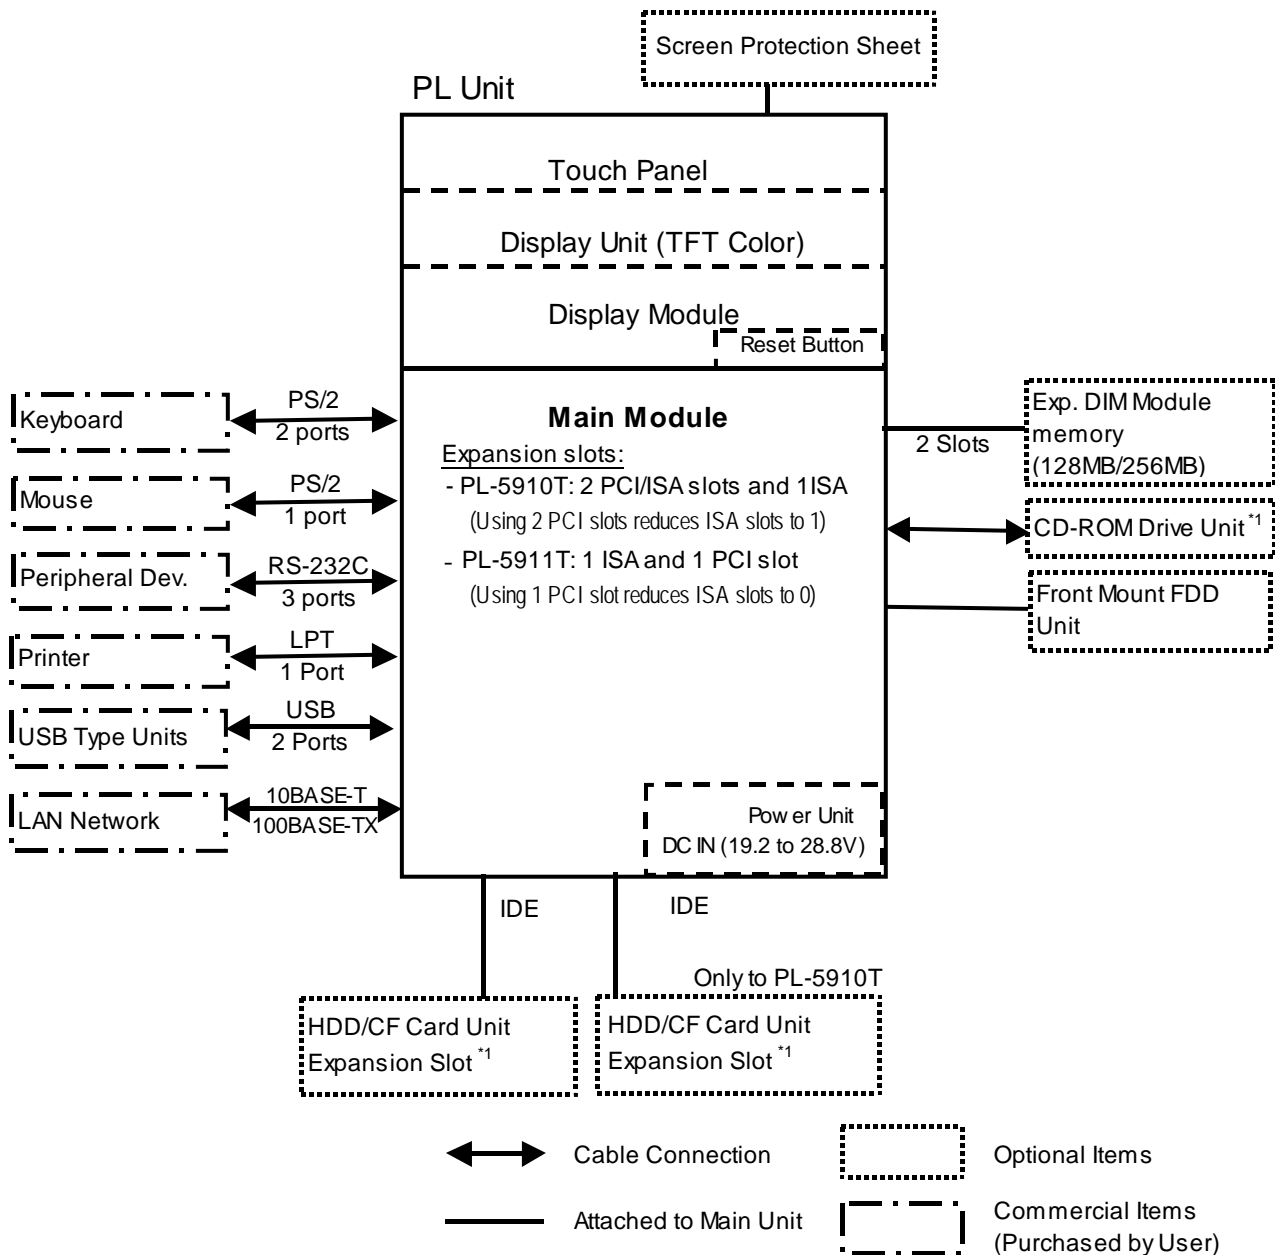 Screen Protection Sheet
PL Unit
Touch Panel
Display Unit (TFT Color)
Display Module
Reset Button
Keyboard
PS/2
2 ports
Mouse
PS/2
1 port
Peripheral Dev.
RS-232C
3 ports
Printer
LPT
1 Port
USB Type Units
USB
2 Ports
LAN Network
10BASE-T
100BASE-TX
Main Module
Expansion slots:
- PL-5910T: 2 PCI/ISA slots and 1ISA
(Using 2 PCI slots reduces ISA slots to 1)
- PL-5911T: 1 ISA and 1 PCI slot
(Using 1 PCI slot reduces ISA slots to 0)
Power Unit
DC IN (19.2 to 28.8V)
2 Slots
Exp. DIM Module
memory
(128MB/256MB)
CD-ROM Drive Unit *1
Front Mount FDD
Unit
IDE
IDE
Only to PL-5910T
HDD/CF Card Unit
Expansion Slot *1
HDD/CF Card Unit
Expansion Slot *1
Cable Connection
Optional Items
Attached to Main Unit
Commercial Items
(Purchased by User)